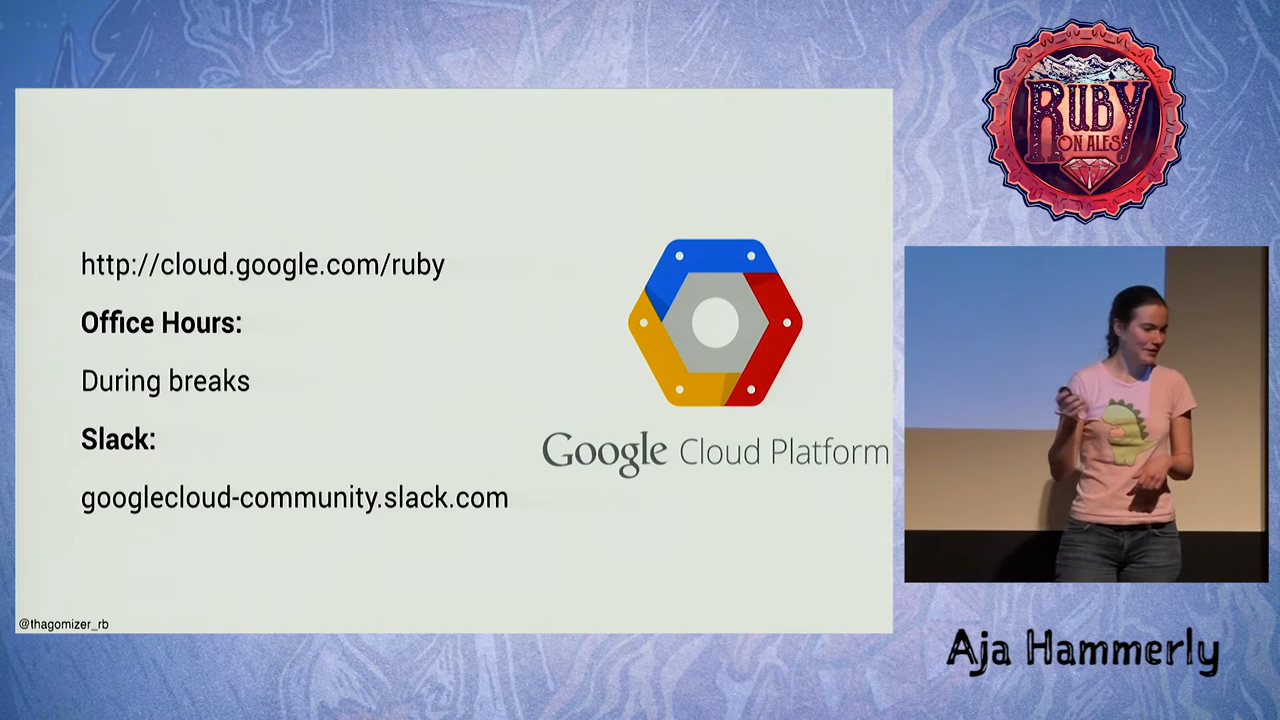 http://cloud.google.com/ruby
Office Hours:
During breaks
Slack:
googlecloud-community.slack.com
Google Cloud Platform
@thagomizer_rb
RUBY
ON ALES
Aja Hammerly